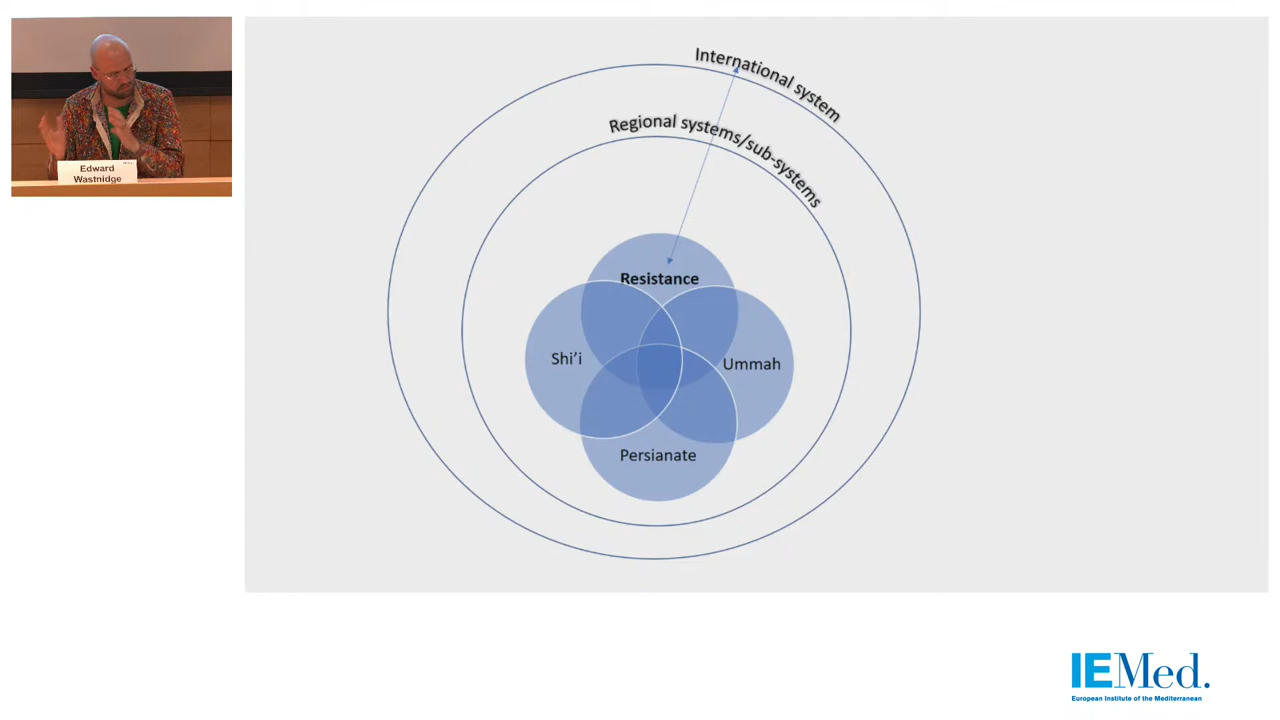 Edward
Wastnidge
International system
Regional systems/sub-systems
Resistance
Shi’i
Ummah
Persianate
IEMed.
European Institute of the Mediterranean